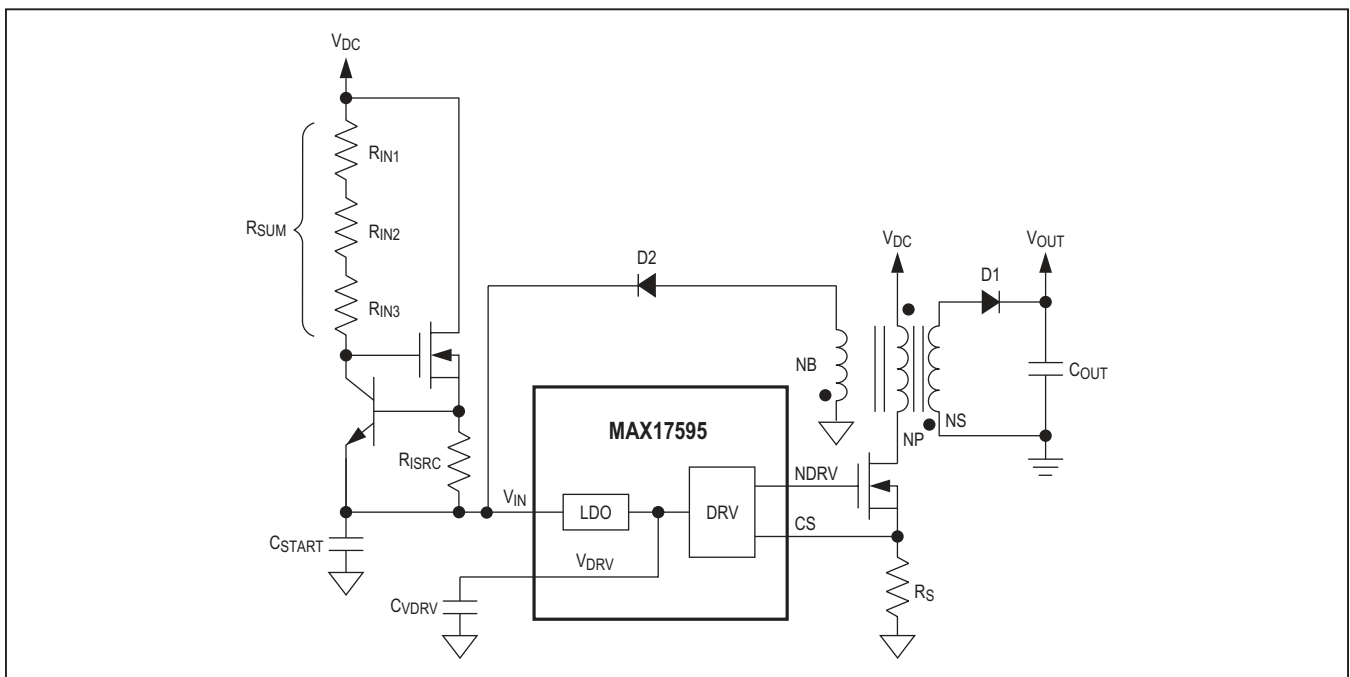 VDC
RIN1
RSUM
RIN2
RIN3
D2
VDC
VOUT
D1
NB
COUT
MAX17595
NP
NS
RISRC
NDRV
VIN
LDO
DRV
CS
CSTART
VDRV
CVDRV
RS